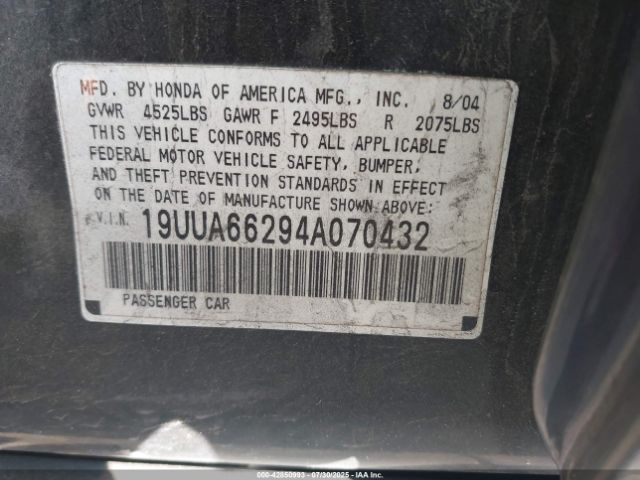 MFD. BY HONDA OF AMERICA MFG., INC. 8/04
GVWR 4525LBS GAWR F 2495LBS R 2075LBS
THIS VEHICLE CONFORMS TO ALL APPLICABLE
FEDERAL MOTOR VEHICLE SAFETY, BUMPER,
AND THEFT PREVENTION STANDARDS IN EFFECT
ON THE DATE OF MANUFACTURE SHOWN ABOVE:
V.I.N. 19UUA66294A070432
PASSENGER CAR
000-42850993 - 07/30/2025 - IAA Inc.